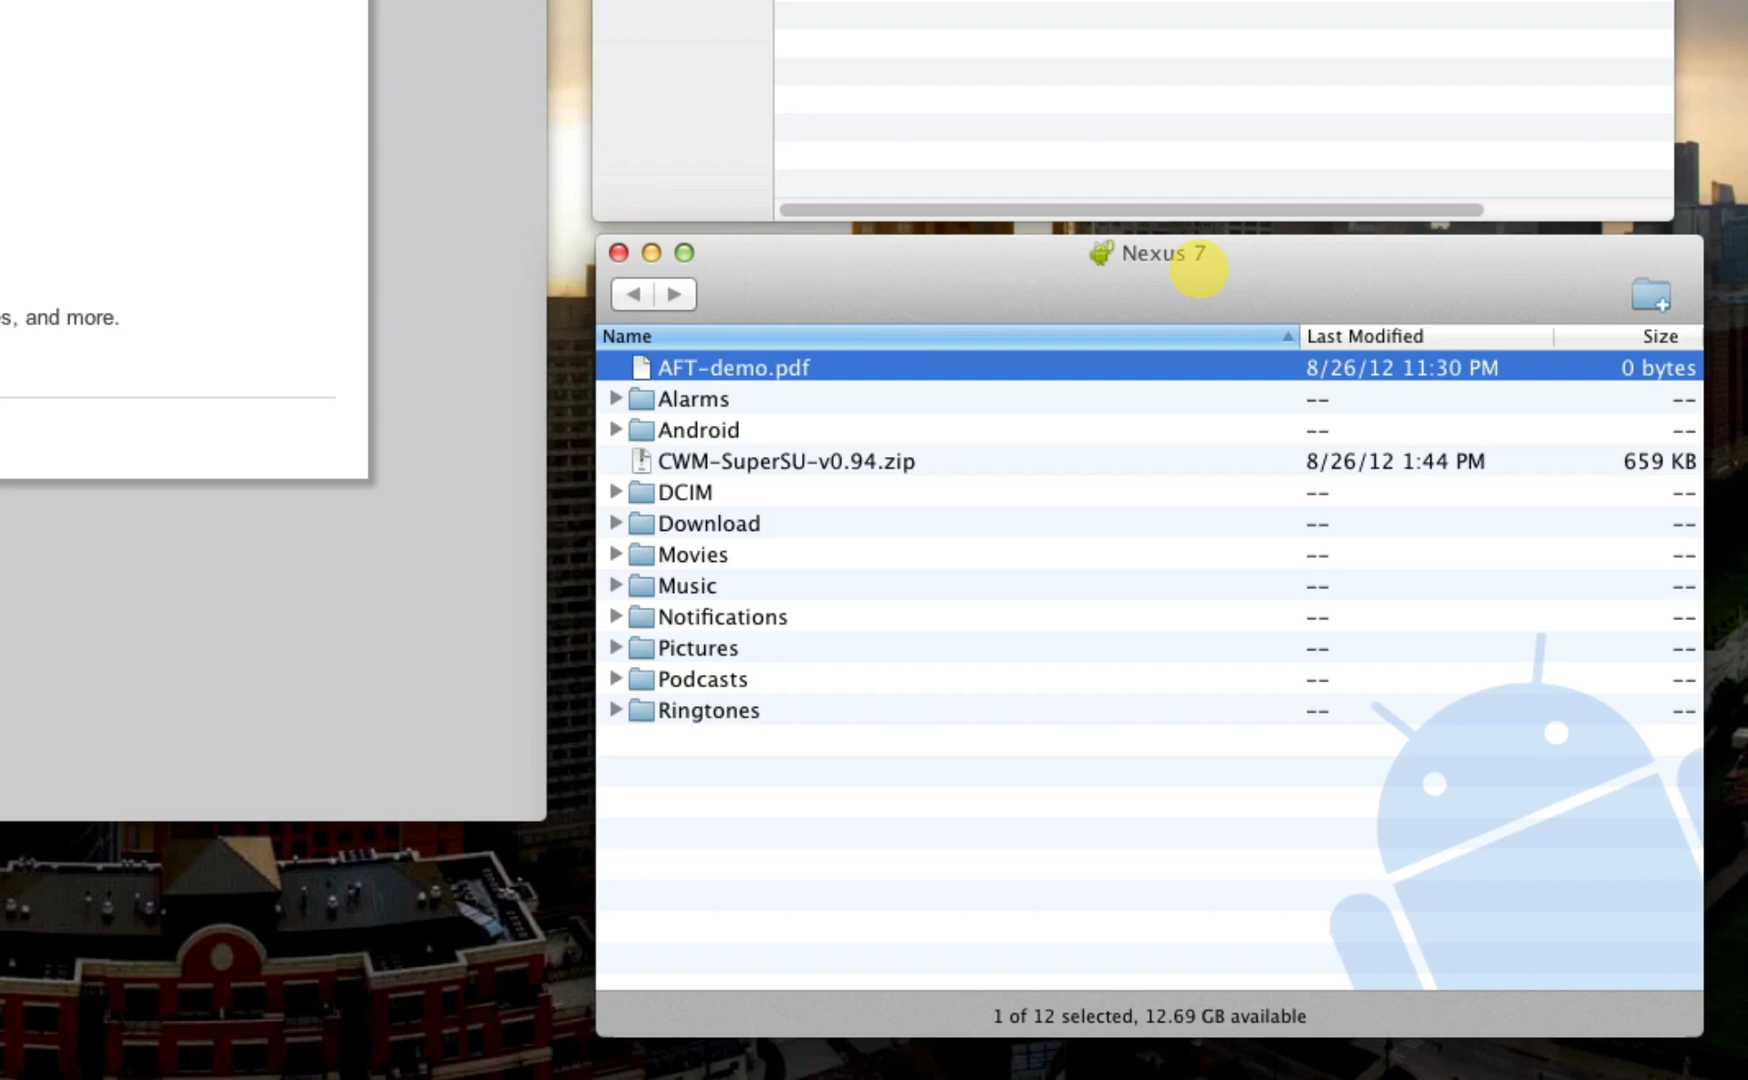 s, and more.
Nexus 7
Name Last Modified Size
AFT-demo.pdf 8/26/12 11:30 PM 0 bytes
Alarms -- --
Android -- --
CWM-SuperSU-v0.94.zip 8/26/12 1:44 PM 659 KB
DCIM -- --
Download -- --
Movies -- --
Music -- --
Notifications -- --
Pictures -- --
Podcasts -- --
Ringtones -- --
1 of 12 selected, 12.69 GB available